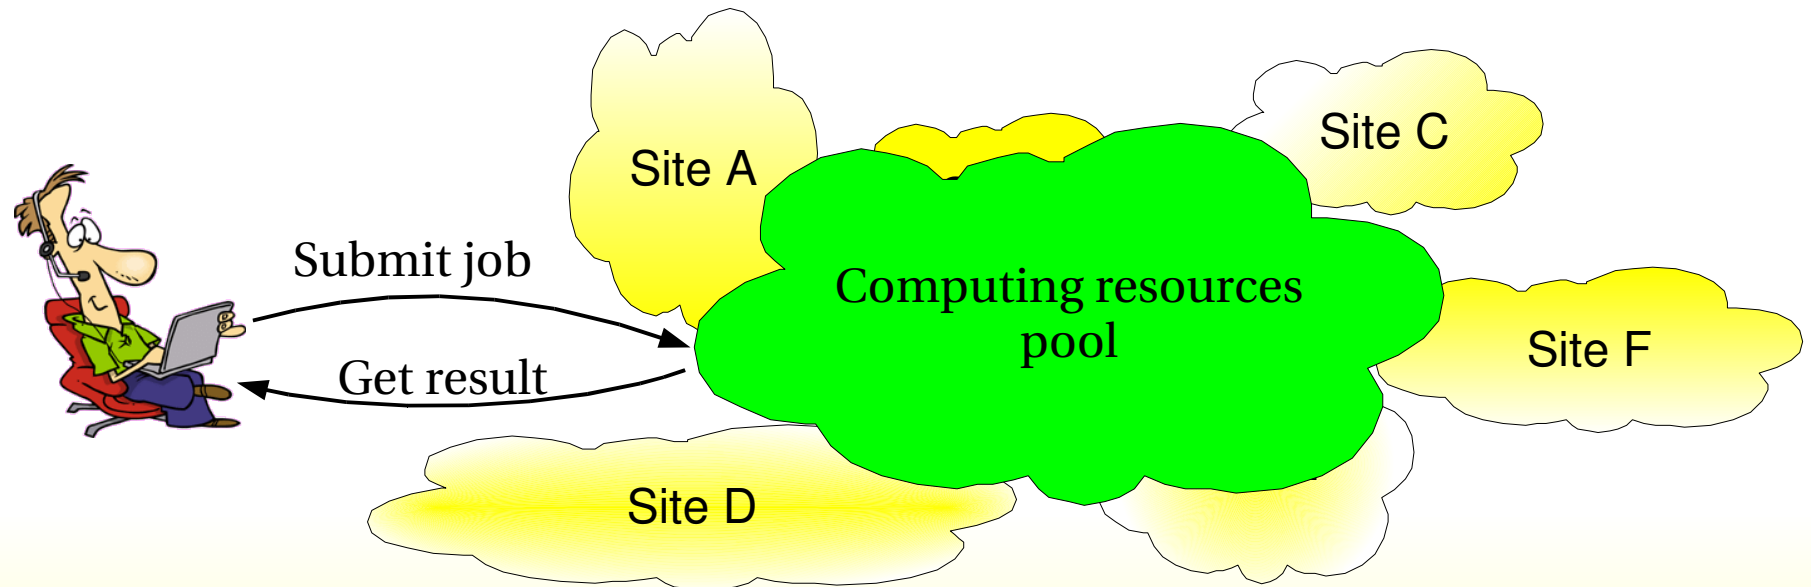 Site A
Site C
Submit job
Computing resources
pool
Get result
Site F
Site D